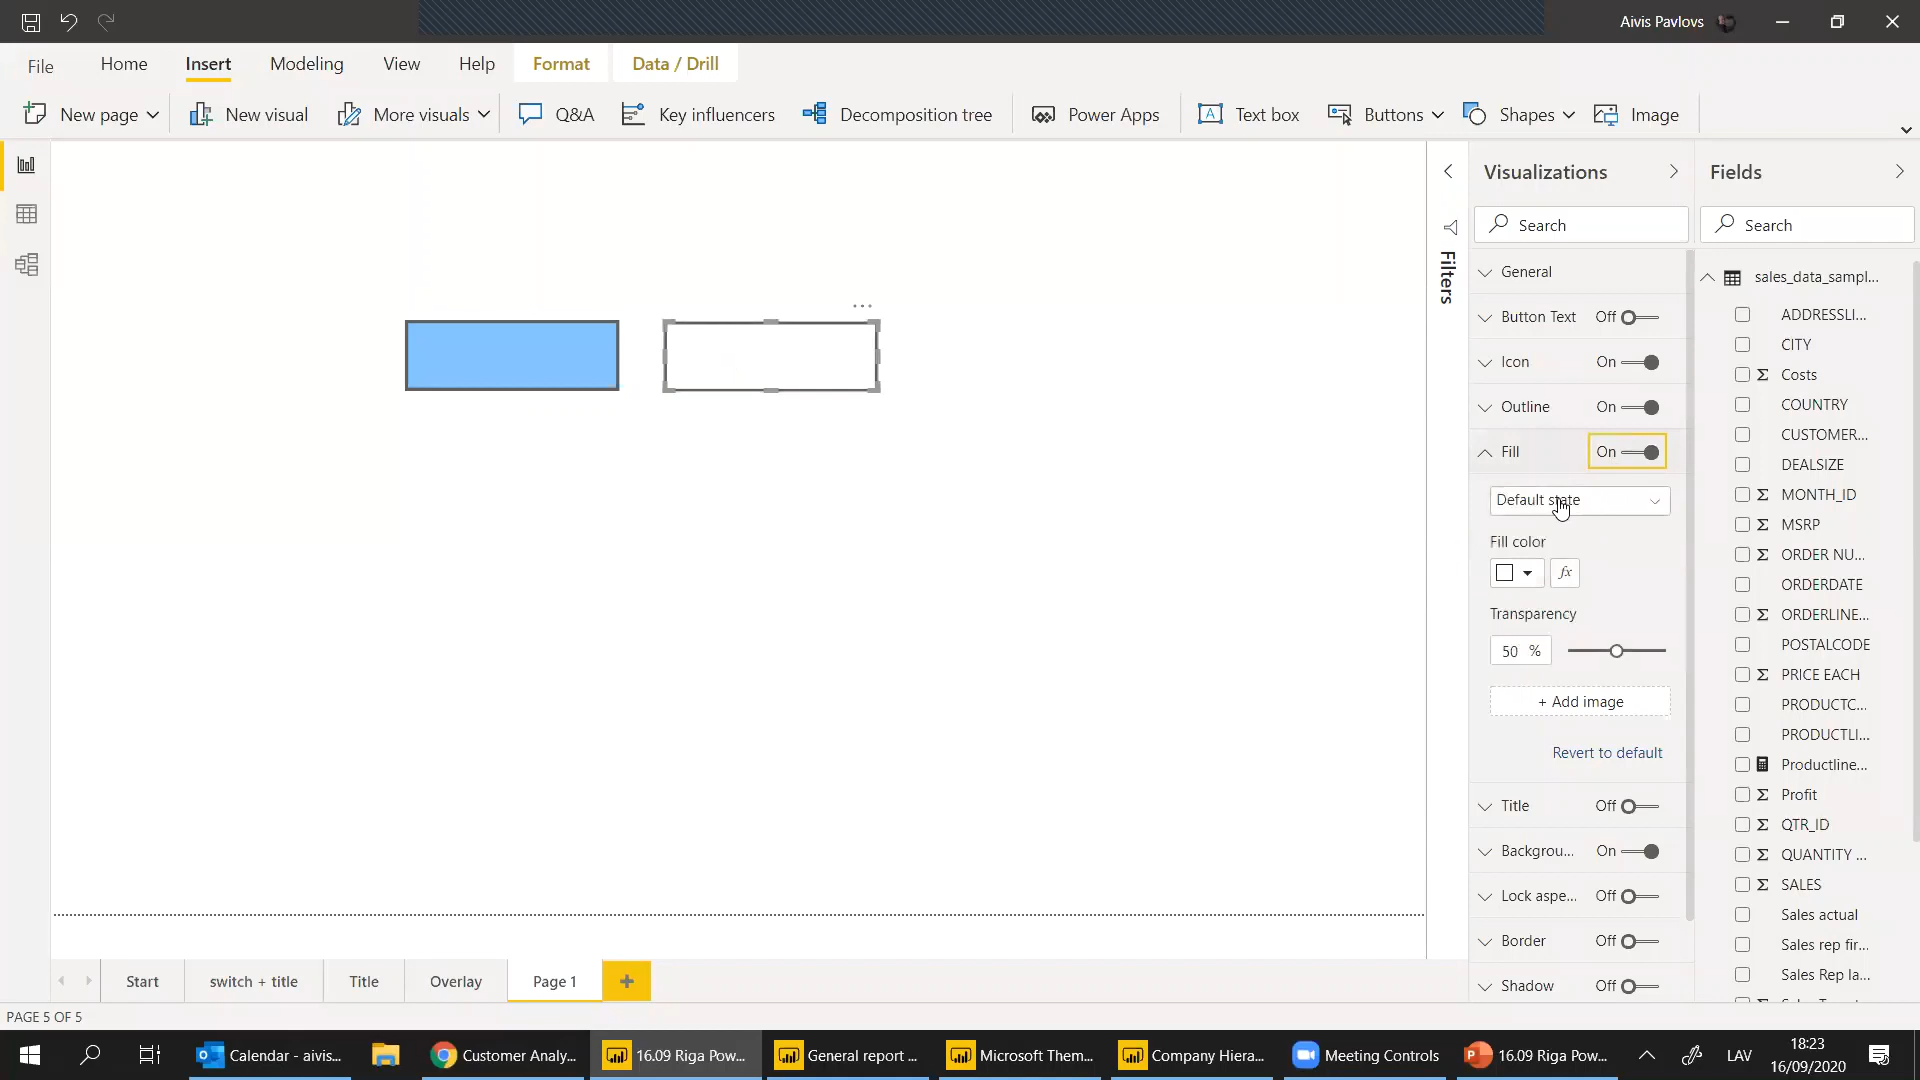 Aivis Pavlovs
File Home Insert Modeling View Help Format Data / Drill
New page New visual More visuals Q&A Key influencers Decomposition tree Power Apps Text box Buttons Shapes Image
Filters
Visualizations
Search
General
Button Text Off
Icon On
Outline On
Fill On
Default state
Fill color
fx
Transparency
50 %
+ Add image
Revert to default
Title Off
Backgrou... On
Lock aspe... Off
Border Off
Shadow Off
Fields
Search
sales_data_sampl...
ADDRESSLI...
CITY
Σ Costs
COUNTRY
CUSTOMER...
DEALSIZE
Σ MONTH_ID
Σ MSRP
Σ ORDER NU...
ORDERDATE
Σ ORDERLINE...
POSTALCODE
Σ PRICE EACH
PRODUCTC...
PRODUCTLI...
Productline...
Σ Profit
Σ QTR_ID
Σ QUANTITY ...
Σ SALES
Sales actual
Sales rep fir...
Sales Rep la...
Start switch + title Title Overlay Page 1 +
PAGE 5 OF 5
Calendar - aivis... Customer Analy... 16.09 Riga Pow... General report ... Microsoft Them... Company Hiera... Meeting Controls 16.09 Riga Pow... LAV 18:23
16/09/2020